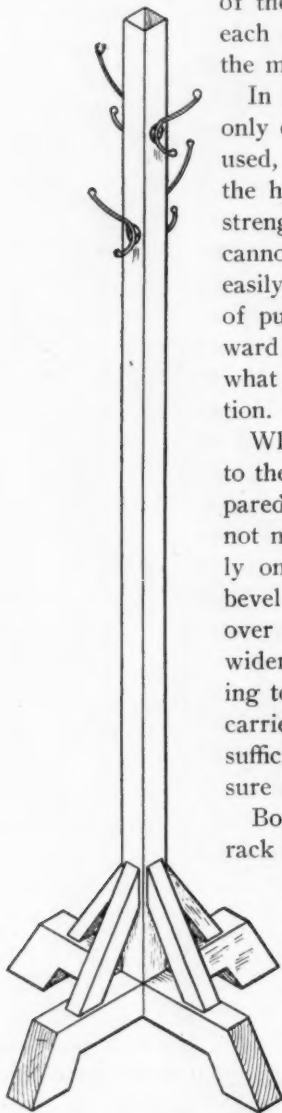 of the
each
the m
In
only
used,
the h
streng
canno
easily
of pu
ward
what
tion.
Wh
to the
pared
not m
ly on
bevel
over
wider
ing to
carrie
suffic
sure
Bo
rack